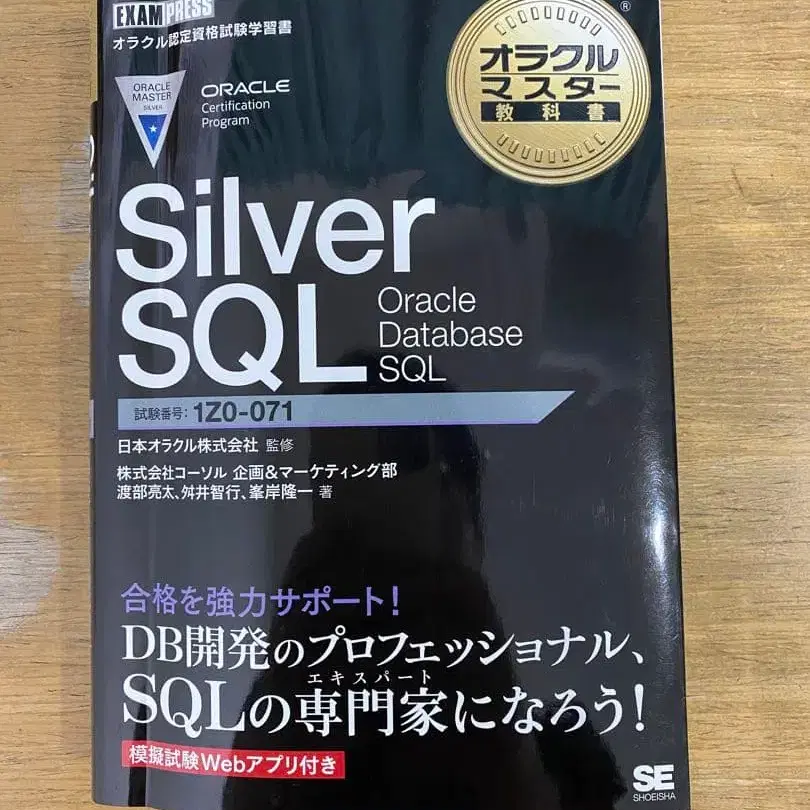 EXAMPRESS
®
オラクル認定資格試験学習書
オラクル
マスター
教科書
ORACLE
MASTER
SILVER
ORACLE
Certification
Program
Silver
SQL
Oracle
Database
SQL
試験番号:1Z0-071
日本オラクル株式会社 監修
株式会社コーソル 企画&マーケティング部
渡部亮太、舛井智行、峯岸隆一 著
合格を強力サポート!
DB開発のプロフェッショナル、
エキスパート
SQLの専門家になろう!
模擬試験Webアプリ付き
SE
SHOEISHA